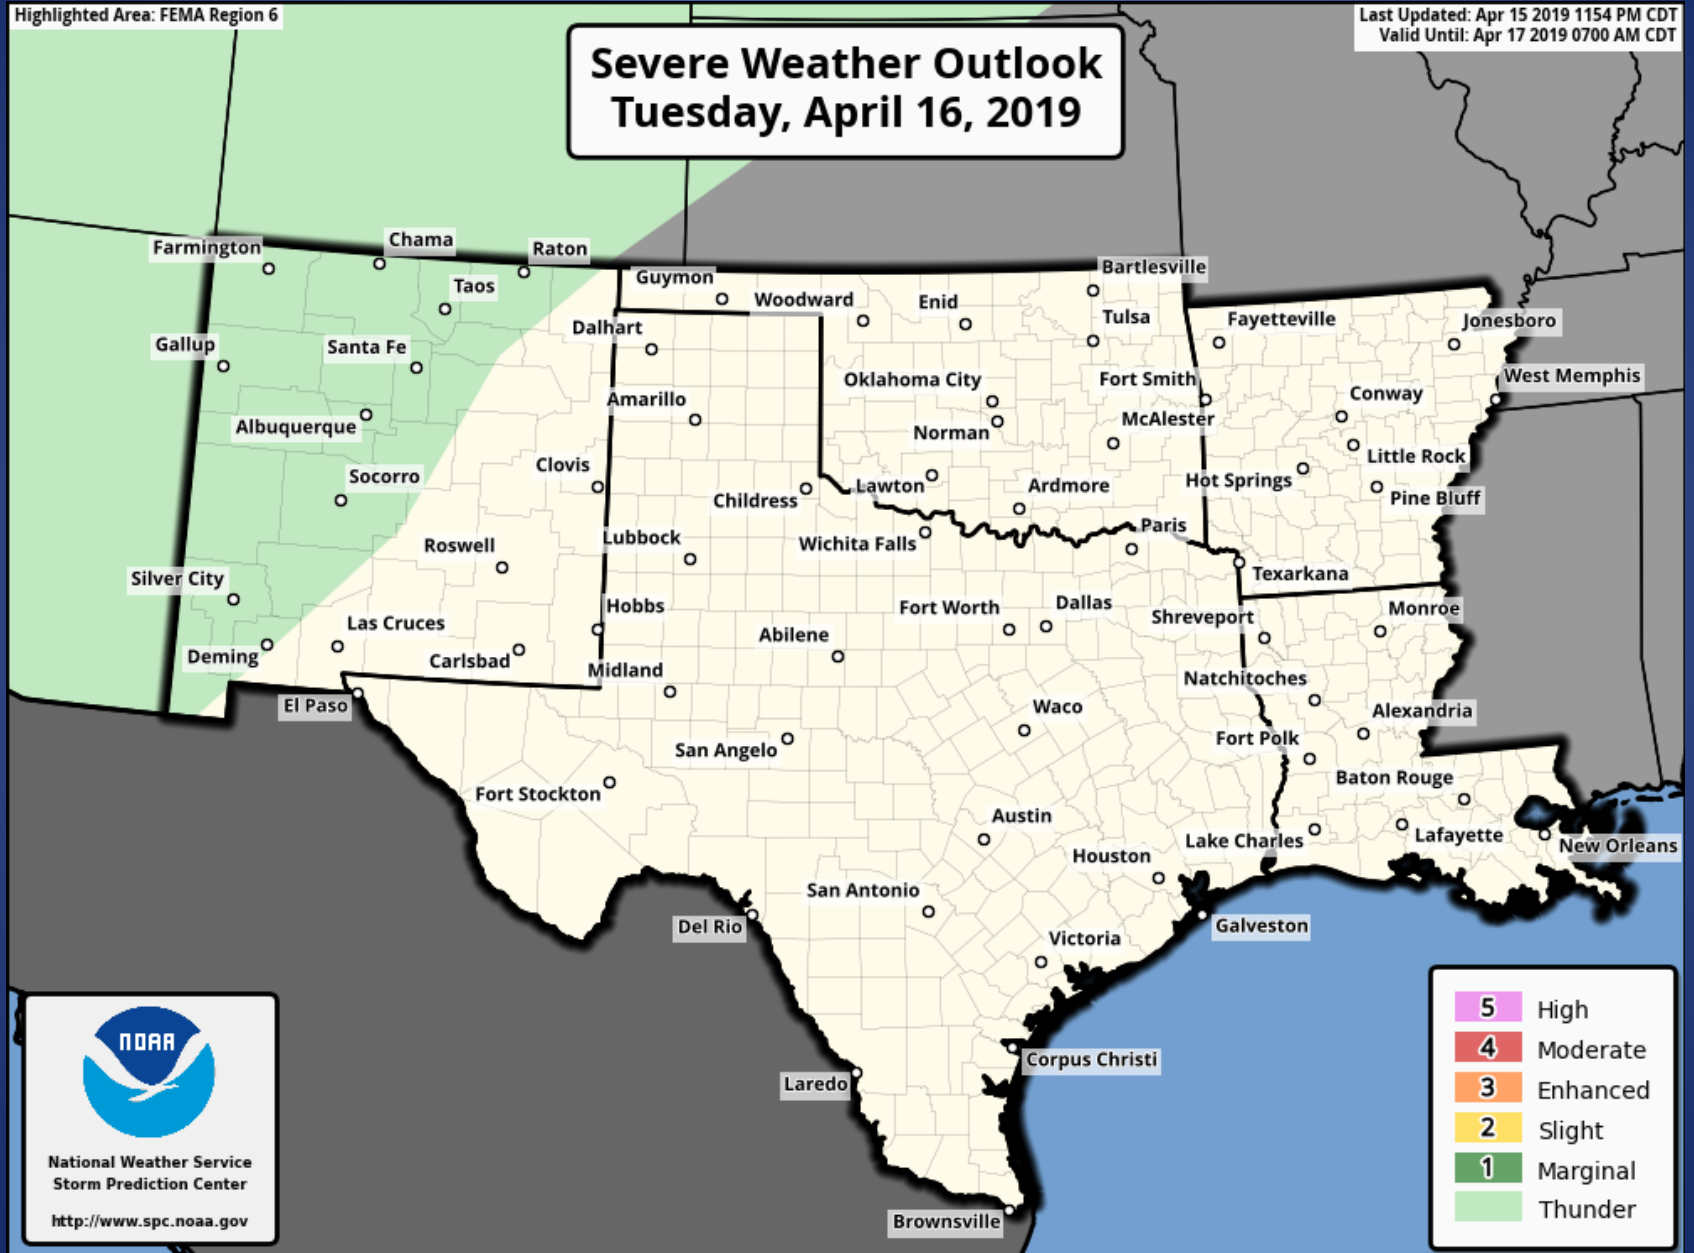 Highlighted Area: FEMA Region 6
Last Updated: Apr 15 2019 1154 PM CDT
Valid Until: Apr 17 2019 0700 AM CDT
Severe Weather Outlook
Tuesday, April 16, 2019
Farmington
Chama
Raton
Taos
Gallup
Santa Fe
Albuquerque
Socorro
Clovis
Roswell
Silver City
Las Cruces
Deming
Carlsbad
Hobbs
Guymon
Woodward
Enid
Bartlesville
Tulsa
Oklahoma City
Norman
Fort Smith
McAlester
Lawton
Ardmore
Fayetteville
Jonesboro
West Memphis
Conway
Little Rock
Hot Springs
Pine Bluff
Texarkana
Dalhart
Amarillo
Childress
Lubbock
Wichita Falls
Paris
Fort Worth
Dallas
Abilene
Midland
El Paso
San Angelo
Waco
Fort Stockton
Austin
Houston
San Antonio
Del Rio
Galveston
Victoria
Corpus Christi
Laredo
Brownsville
Shreveport
Monroe
Natchitoches
Alexandria
Fort Polk
Baton Rouge
Lake Charles
Lafayette
New Orleans
NOAA
National Weather Service
Storm Prediction Center
http://www.spc.noaa.gov
5 High
4 Moderate
3 Enhanced
2 Slight
1 Marginal
Thunder